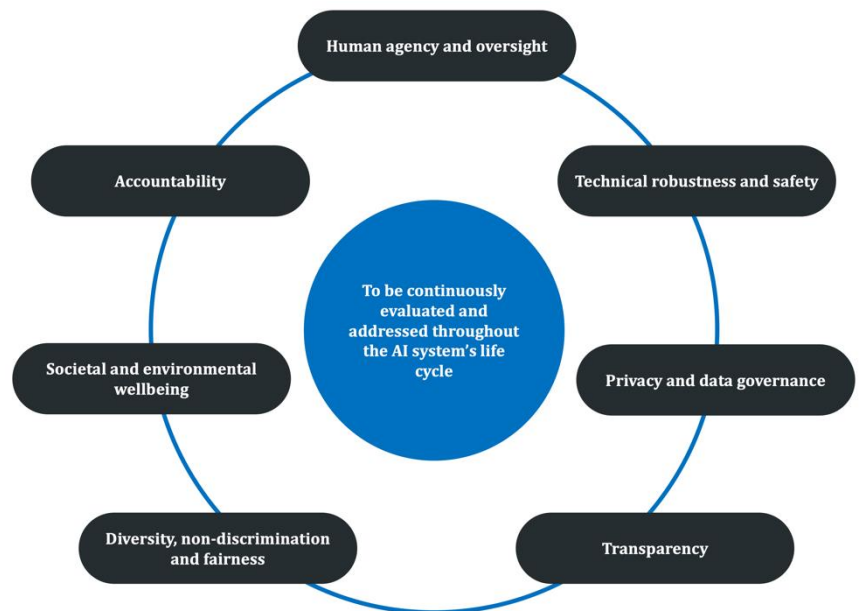 Human agency and oversight
Technical robustness and safety
Privacy and data governance
Transparency
Diversity, non-discrimination
and fairness
Societal and environmental
wellbeing
Accountability
To be continuously
evaluated and
addressed throughout
the AI system’s life
cycle